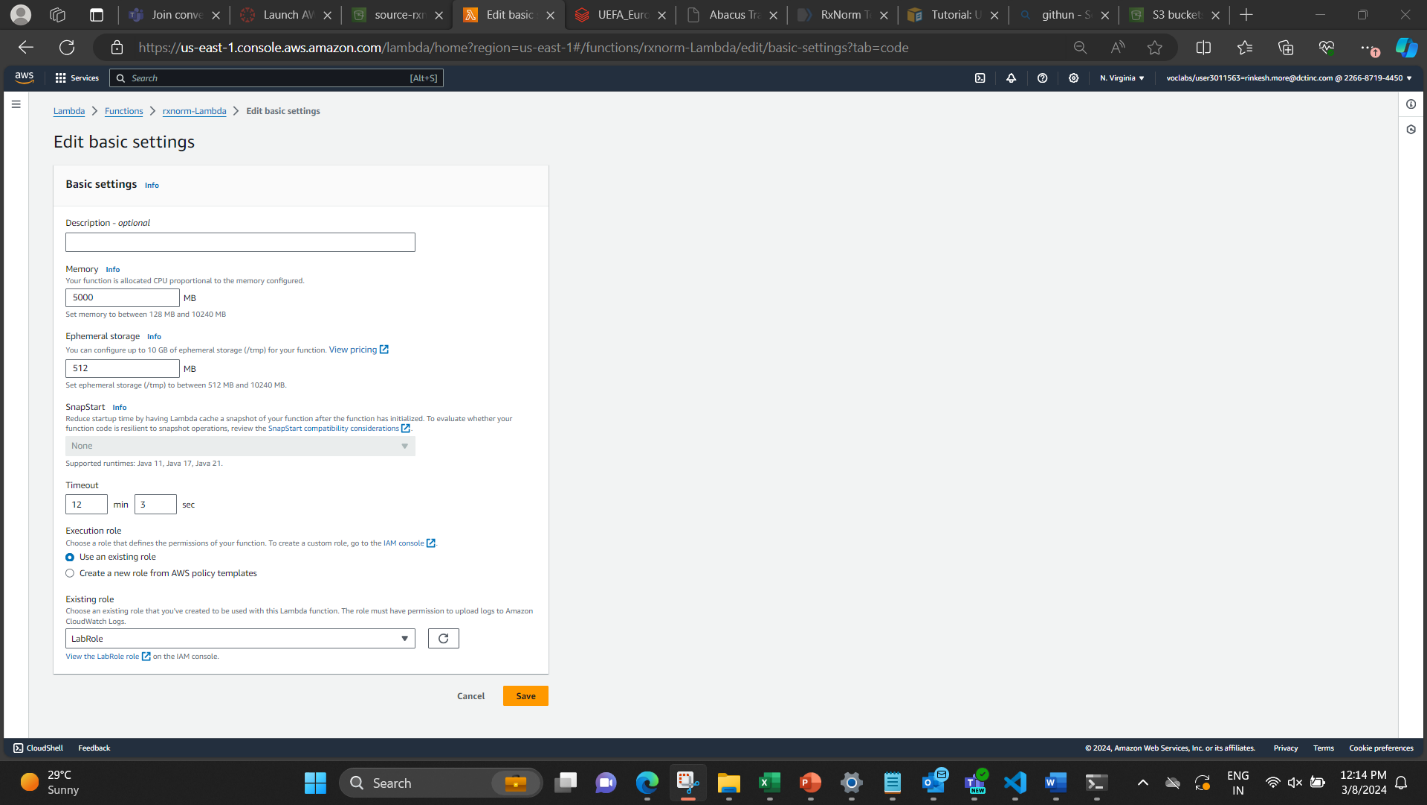 Join conve
Launch AV
source-rxr
Edit basic
UEFA_Euro
Abacus Tra
RxNorm Te
Tutorial: U
githun - Se
S3 bucket
https://us-east-1.console.aws.amazon.com/lambda/home?region=us-east-1#/functions/rxnorm-Lambda/edit/basic-settings?tab=code
aws
Services
Search
[Alt+S]
N. Virginia
voclabs/user3011563=rinkesh.more@dctinc.com @ 2266-8719-4450
Lambda
Functions
rxnorm-Lambda
Edit basic settings
Edit basic settings
Basic settings Info
Description - optional
Memory Info
Your function is allocated CPU proportional to the memory configured.
5000 MB
Set memory to between 128 MB and 10240 MB
Ephemeral storage Info
You can configure up to 10 GB of ephemeral storage (/tmp) for your function. View pricing
512 MB
Set ephemeral storage (/tmp) to between 512 MB and 10240 MB.
SnapStart Info
Reduce startup time by having Lambda cache a snapshot of your function after the function has initialized. To evaluate whether your
function code is resilient to snapshot operations, review the SnapStart compatibility considerations.
None
Supported runtimes: Java 11, Java 17, Java 21.
Timeout
12 min 3 sec
Execution role
Choose a role that defines the permissions of your function. To create a custom role, go to the IAM console.
Use an existing role
Create a new role from AWS policy templates
Existing role
Choose an existing role that you've created to be used with this Lambda function. The role must have permission to upload logs to Amazon
CloudWatch Logs.
LabRole
View the LabRole role on the IAM console.
Cancel
Save
CloudShell
Feedback
© 2024, Amazon Web Services, Inc. or its affiliates.
Privacy
Terms
Cookie preferences
29°C
Sunny
Search
NEW
ENG
IN
12:14 PM
3/8/2024